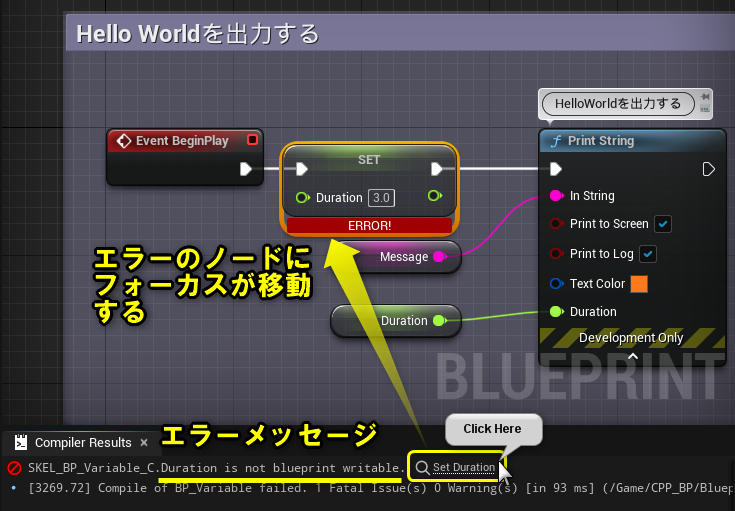 Hello Worldを出力する
HelloWorldを出力する
Event BeginPlay
SET
Print String
Duration 3.0
In String
ERROR!
Print to Screen
エラーのノードに
フォーカスが移動
する
Message
Print to Log
Text Color
Duration
Duration
Development Only
BLUEPRINT
エラーメッセージ
Click Here
Compiler Results ×
SKEL_BP_Variable_C.Duration is not blueprint writable. Set Duration
[3269.72] Compile of BP_Variable failed. 1 Fatal Issue(s) 0 Warning(s) [in 93 ms] (/Game/CPP_BP/Bluep